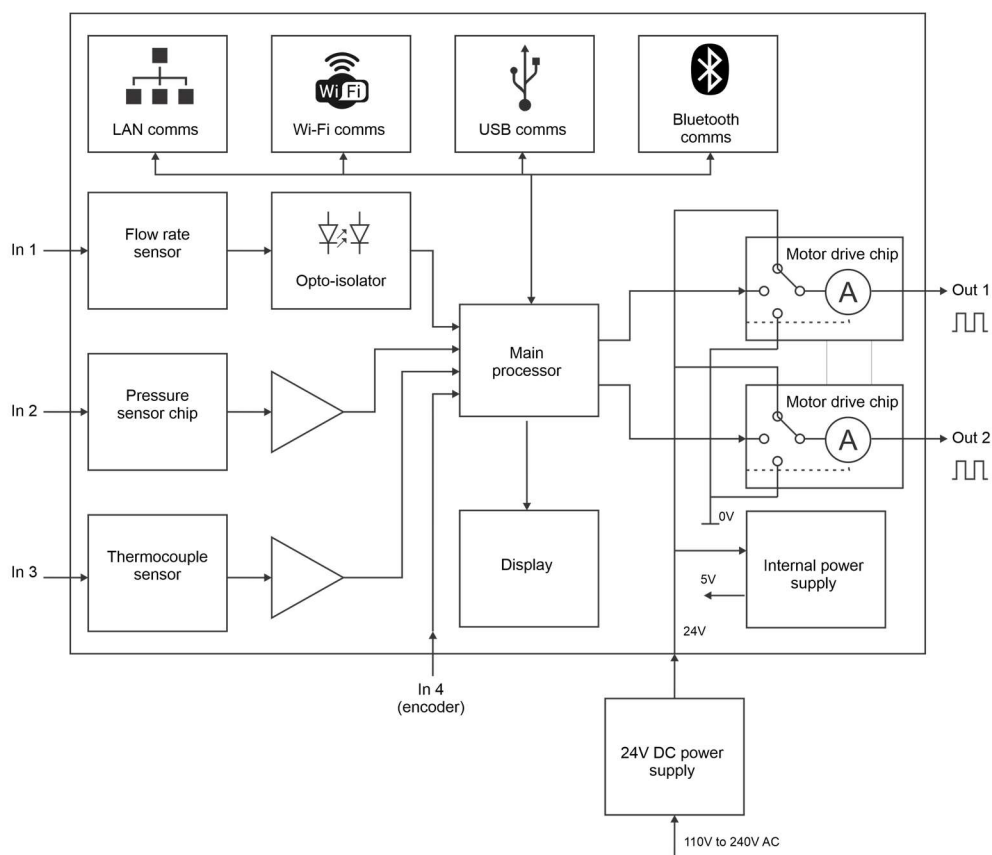 LAN comms
Wi Fi
Wi-Fi comms
USB comms
Bluetooth
comms
In 1
Flow rate
sensor
Opto-isolator
Motor drive chip
A
Out 1
Main
processor
In 2
Pressure
sensor chip
Motor drive chip
A
Out 2
0V
In 3
Thermocouple
sensor
Display
Internal power
supply
5V
24V
In 4
(encoder)
24V DC power
supply
110V to 240V AC